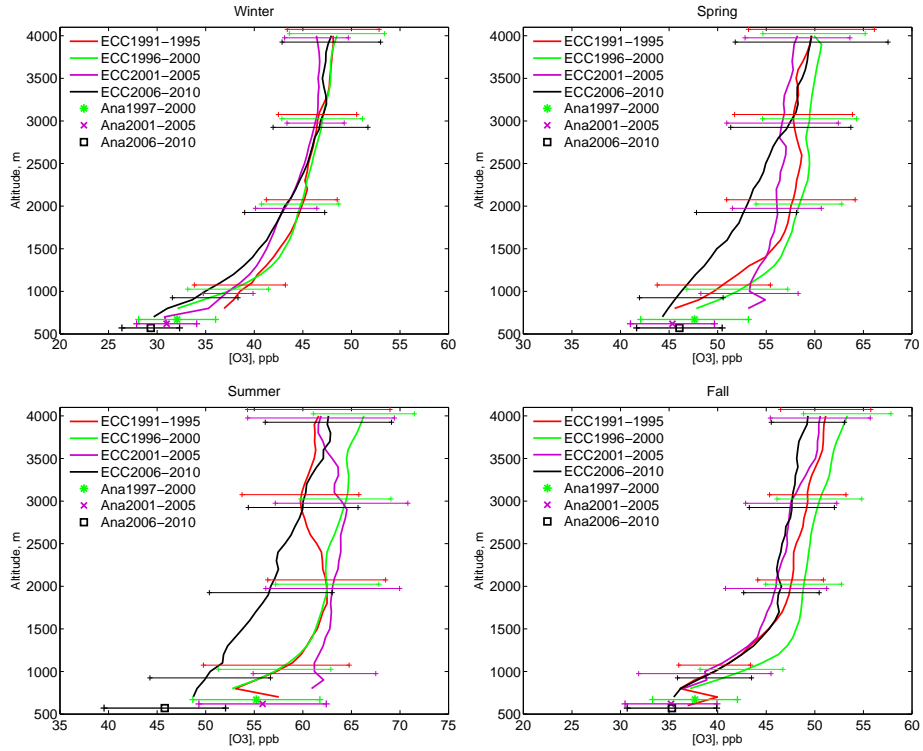 Winter
4000
3500
3000
2500
2000
1500
1000
500
Altitude, m
ECC1991−1995
ECC1996−2000
ECC2001−2005
ECC2006−2010
Ana1997−2000
Ana2001−2005
Ana2006−2010
20 25 30 35 40 45 50 55 60
[O3], ppb
Spring
4000
3500
3000
2500
2000
1500
1000
500
Altitude, m
ECC1991−1995
ECC1996−2000
ECC2001−2005
ECC2006−2010
Ana1997−2000
Ana2001−2005
Ana2006−2010
30 35 40 45 50 55 60 65 70
[O3], ppb
Summer
4000
3500
3000
2500
2000
1500
1000
500
Altitude, m
ECC1991−1995
ECC1996−2000
ECC2001−2005
ECC2006−2010
Ana1997−2000
Ana2001−2005
Ana2006−2010
35 40 45 50 55 60 65 70 75
[O3], ppb
Fall
4000
3500
3000
2500
2000
1500
1000
500
Altitude, m
ECC1991−1995
ECC1996−2000
ECC2001−2005
ECC2006−2010
Ana1997−2000
Ana2001−2005
Ana2006−2010
20 25 30 35 40 45 50 55 60
[O3], ppb